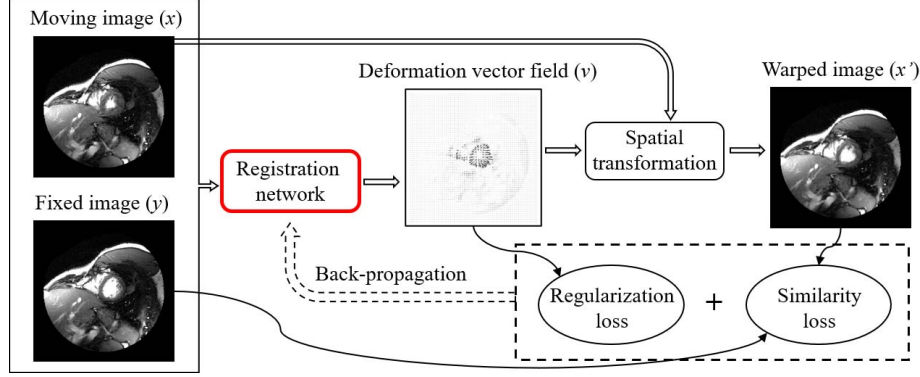 Moving image (x)
Deformation vector field (v)
Warped image (x’)
Registration
network
Spatial
transformation
Fixed image (y)
Back-propagation
Regularization
loss
+
Similarity
loss